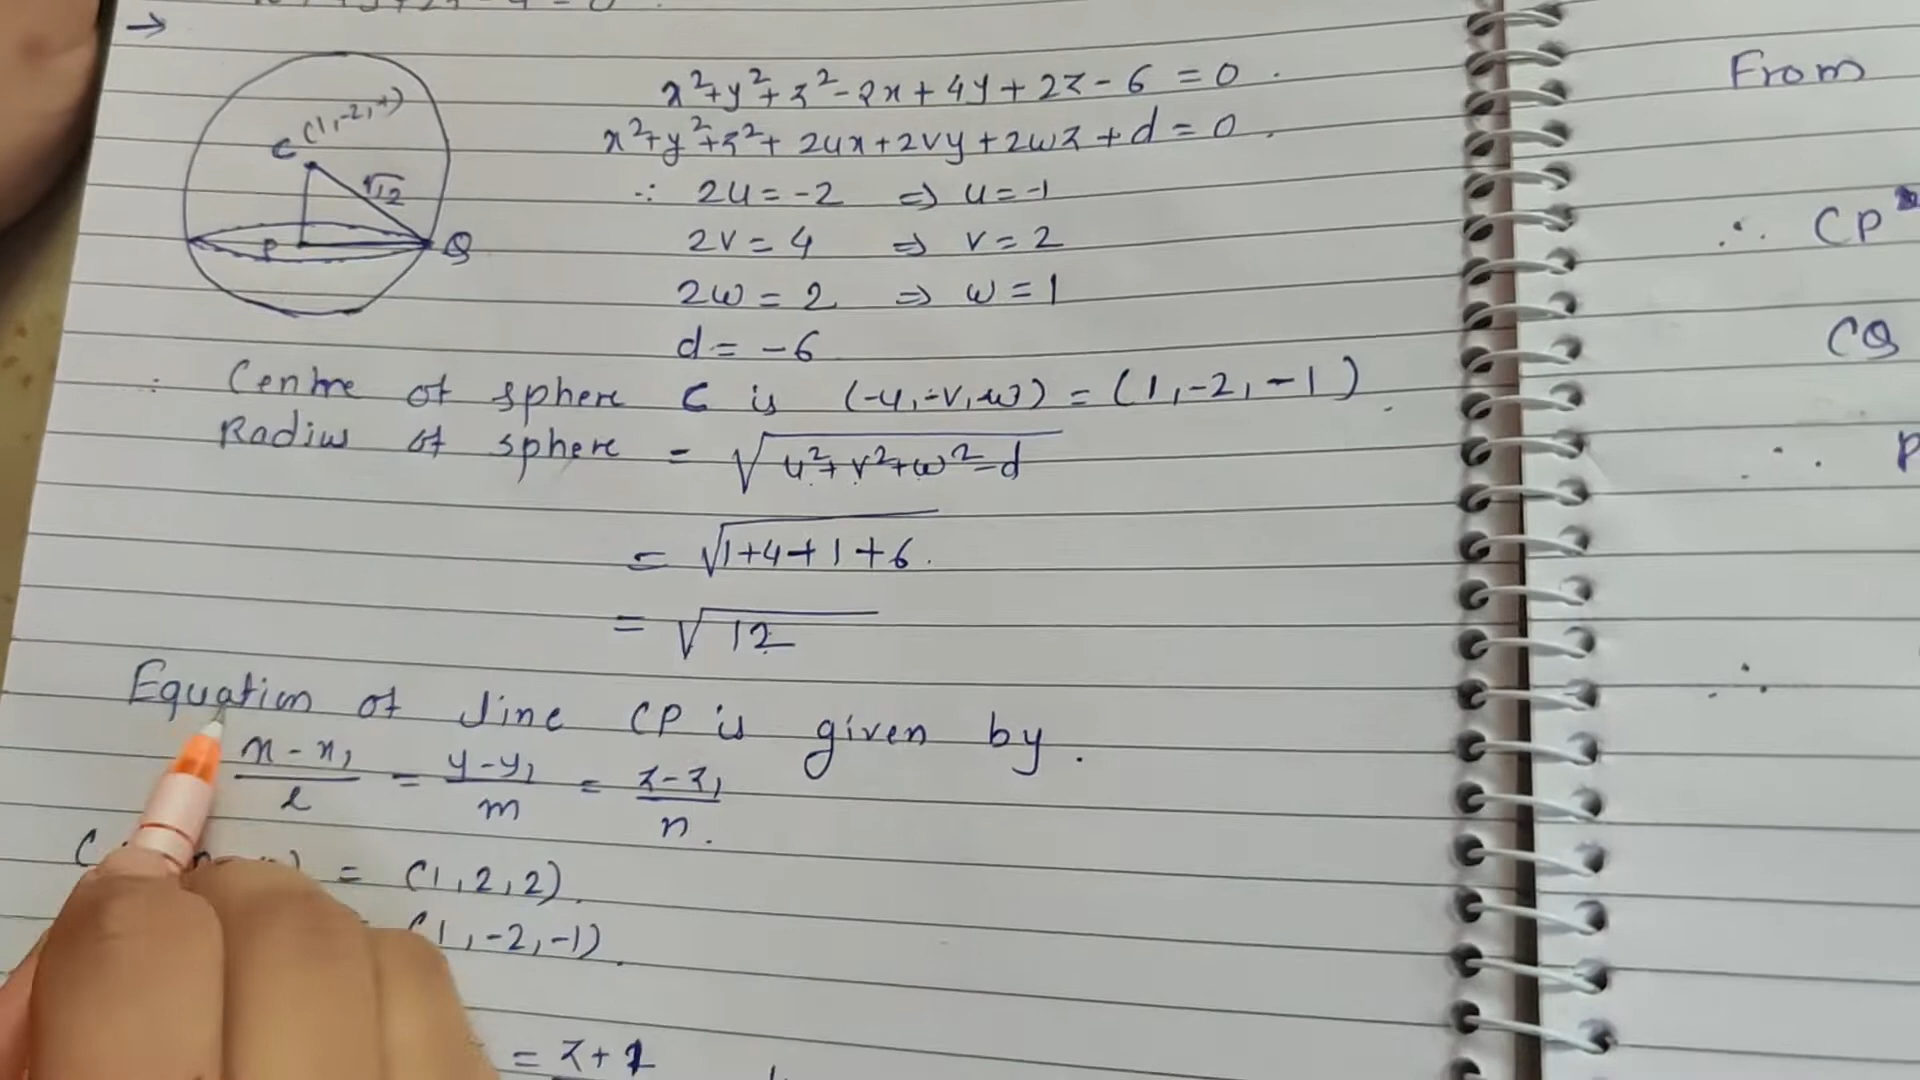 →
C (1,-2,-1)
√12
P
Q
x²+y²+z²-2x+4y+2z-6=0.
x²+y²+z²+2ux+2vy+2wz+d=0.
∵ 2u=-2 ⇒ u=-1
2v=4 ⇒ v=2
2w=2 ⇒ w=1
d=-6
∴ Centre of sphere C is (-u,-v,-w)=(1,-2,-1).
Radius of sphere = √u²+v²+w²-d
= √1+4+1+6.
= √12
Equation of line CP is given by.
x-x₁/l = y-y₁/m = z-z₁/n.
= (1,2,2).
(1,-2,-1).
= z+1
From
∴ CP
CQ
∴ P
∴